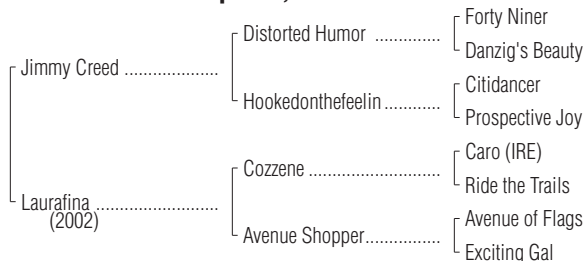 Forty Niner
Distorted Humor ..............
Danzig's Beauty
Jimmy Creed ....................
Citidancer
Hookedonthefeelin ............
Prospective Joy
Caro (IRE)
Cozzene ............................
Ride the Trails
Laurafina ..........................
(2002)
Avenue of Flags
Avenue Shopper................
Exciting Gal